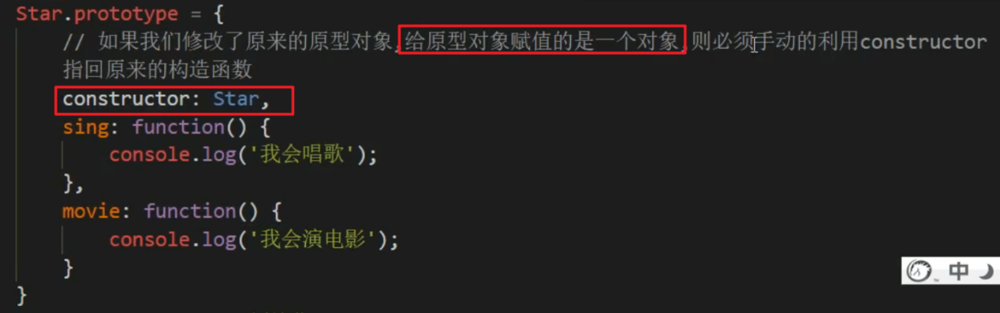 Star.prototype = {
// 如果我们修改了原来的原型对象,给原型对象赋值的是一个对象,则必须手动的利用constructor
指回原来的构造函数
constructor: Star,
sing: function() {
console.log('我会唱歌');
},
movie: function() {
console.log('我会演电影');
}
}
中